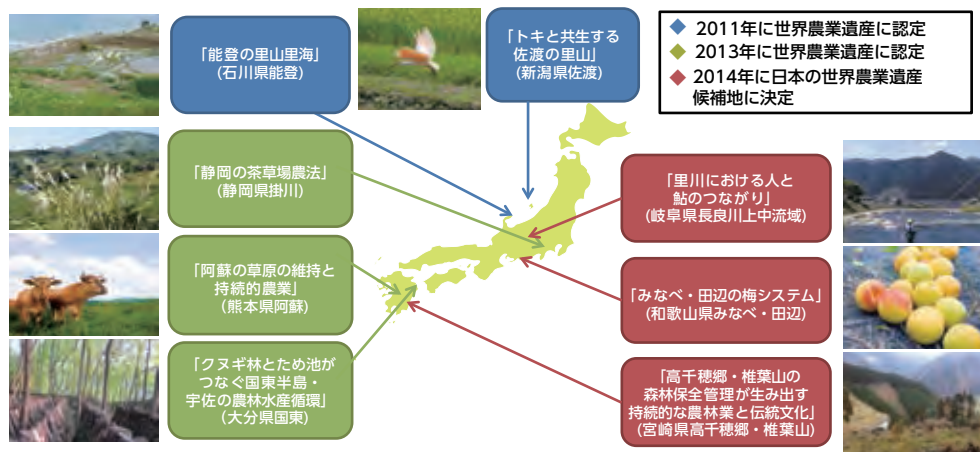 「能登の里山里海」
(石川県能登)
「トキと共生する
佐渡の里山」
(新潟県佐渡)
2011年に世界農業遺産に認定
2013年に世界農業遺産に認定
2014年に日本の世界農業遺産
候補地に決定
「静岡の茶草場農法」
(静岡県掛川)
「阿蘇の草原の維持と
持続的農業」
(熊本県阿蘇)
「クヌギ林とため池が
つなぐ国東半島・
宇佐の農林水産循環」
(大分県国東)
「里川における人と
鮎のつながり」
(岐阜県長良川上中流域)
「みなべ・田辺の梅システム」
(和歌山県みなべ・田辺)
「高千穂郷・椎葉山の
森林保全管理が生み出す
持続的な農林業と伝統文化」
(宮崎県高千穂郷・椎葉山)